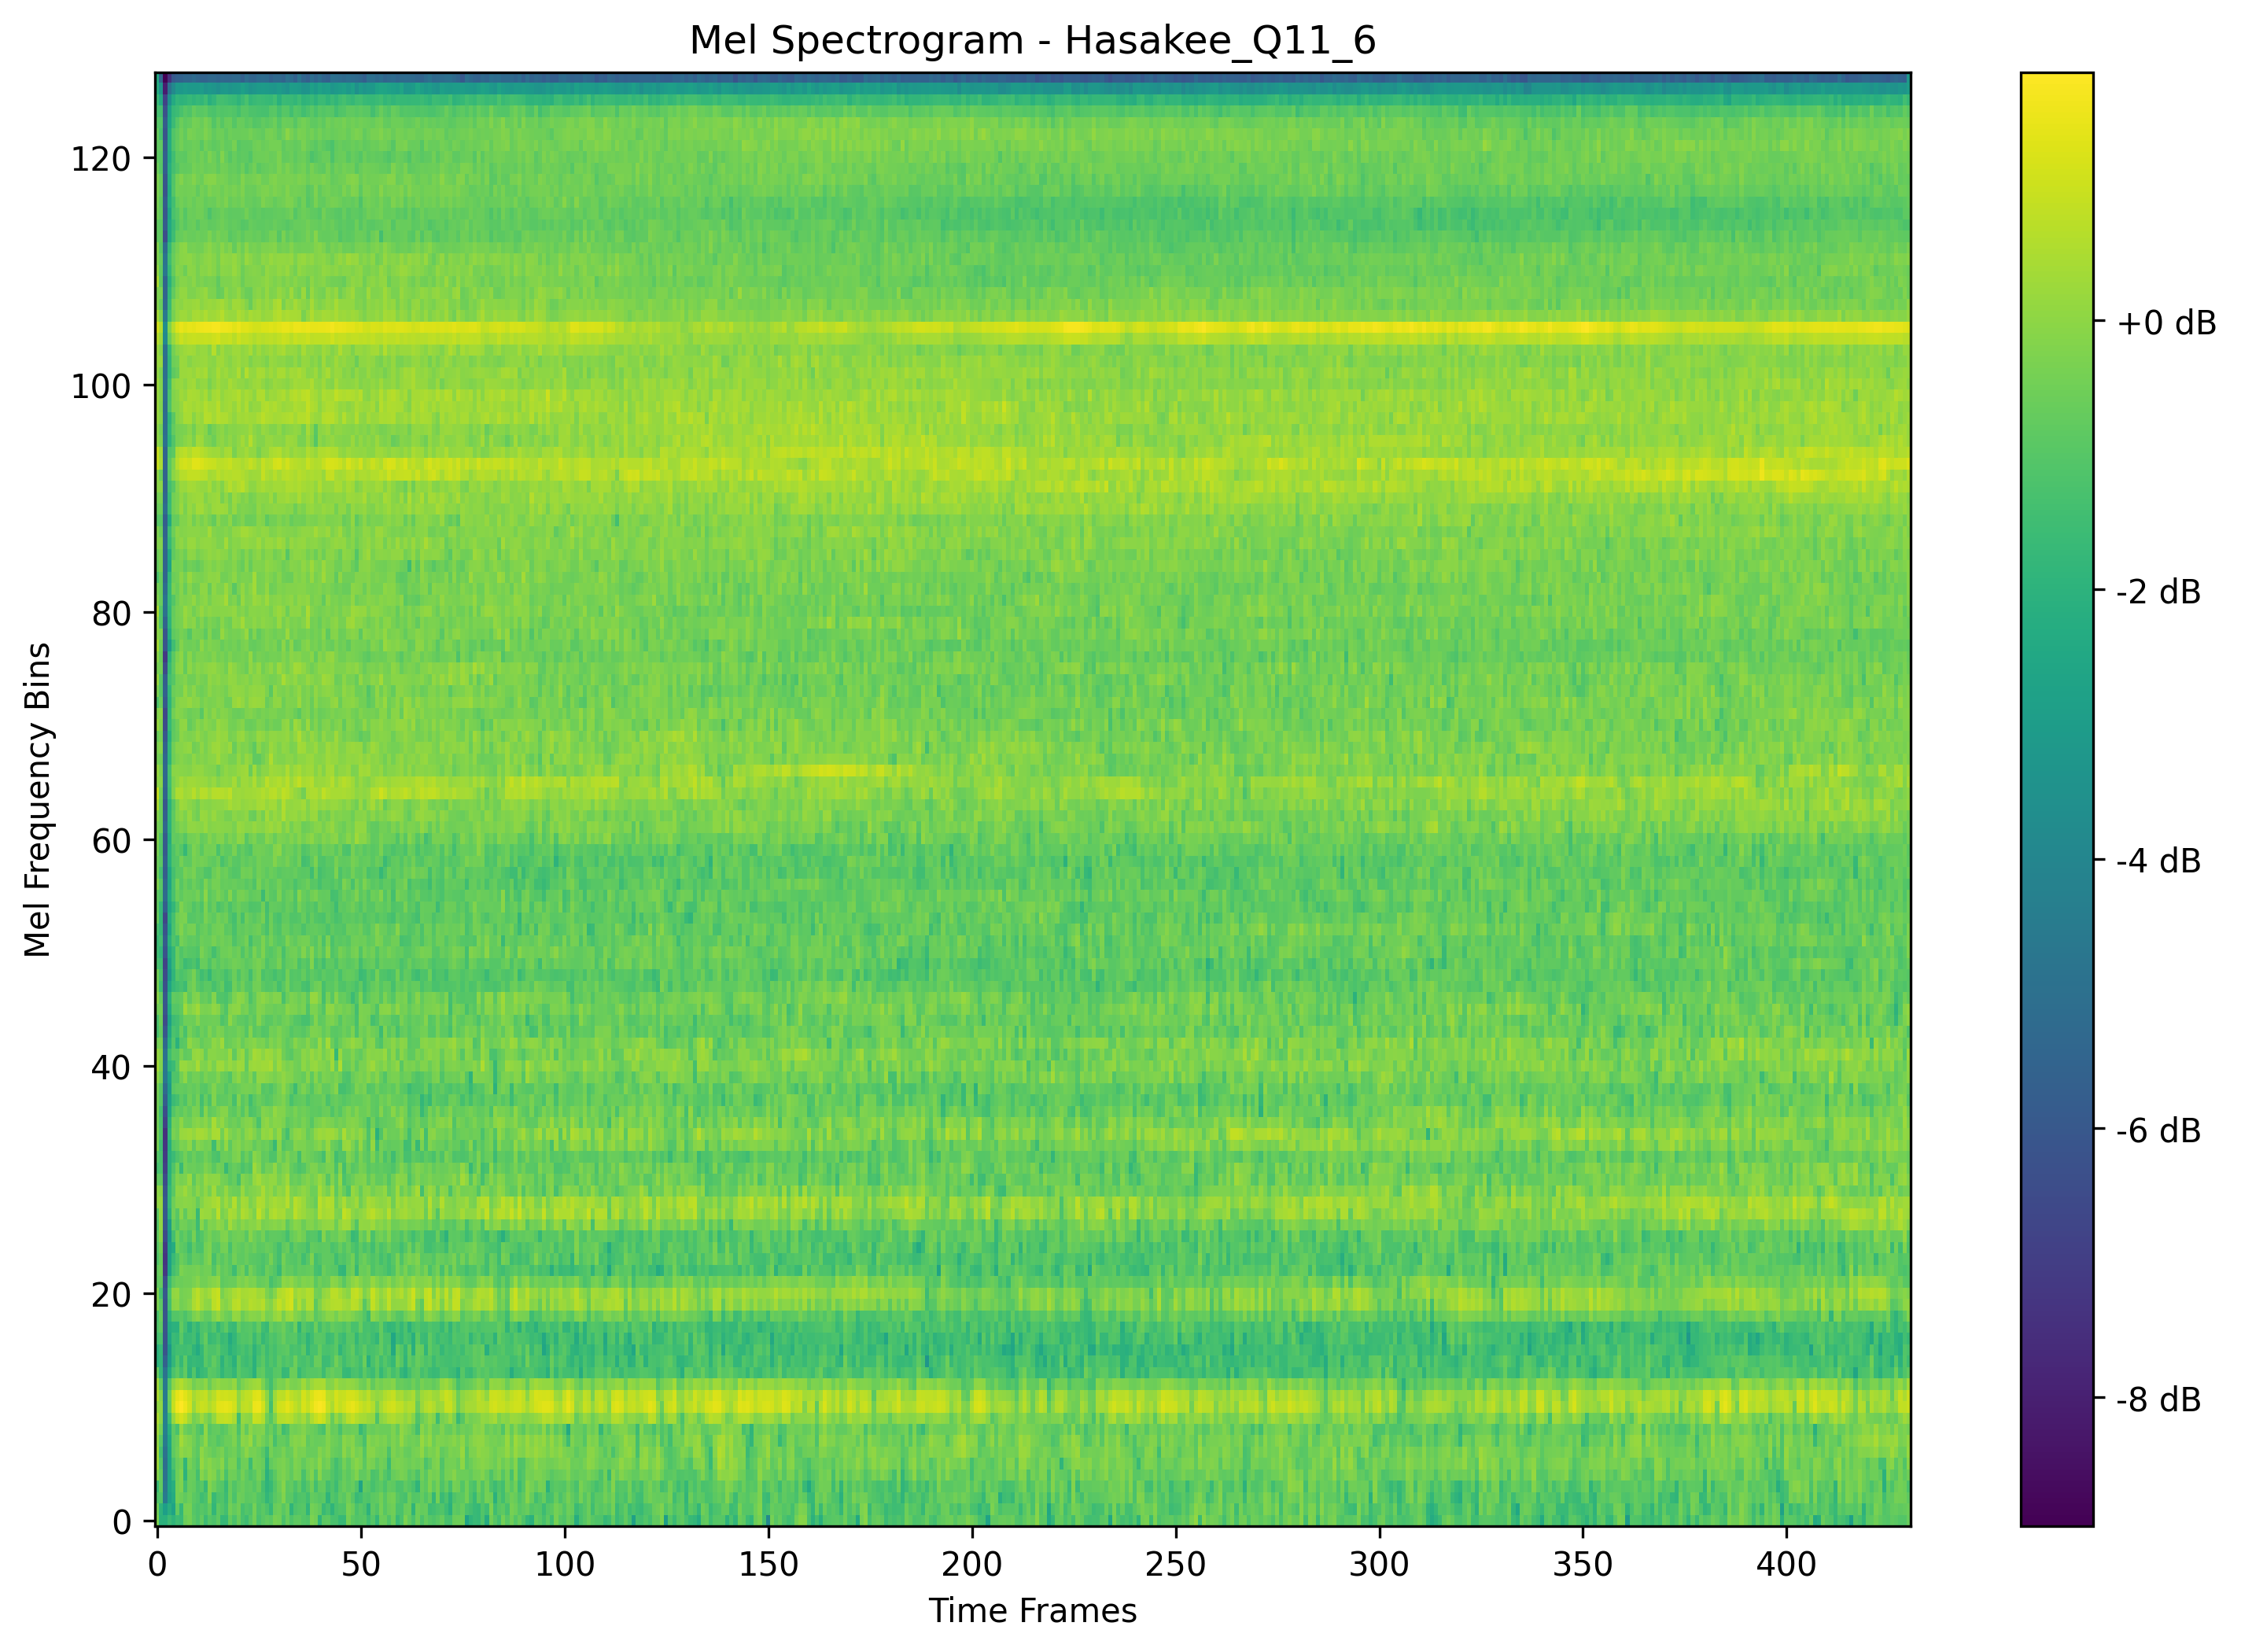 Mel Spectrogram - Hasakee_Q11_6
120
100
80
60
40
20
0
Mel Frequency Bins
0 50 100 150 200 250 300 350 400
Time Frames
+0 dB
-2 dB
-4 dB
-6 dB
-8 dB